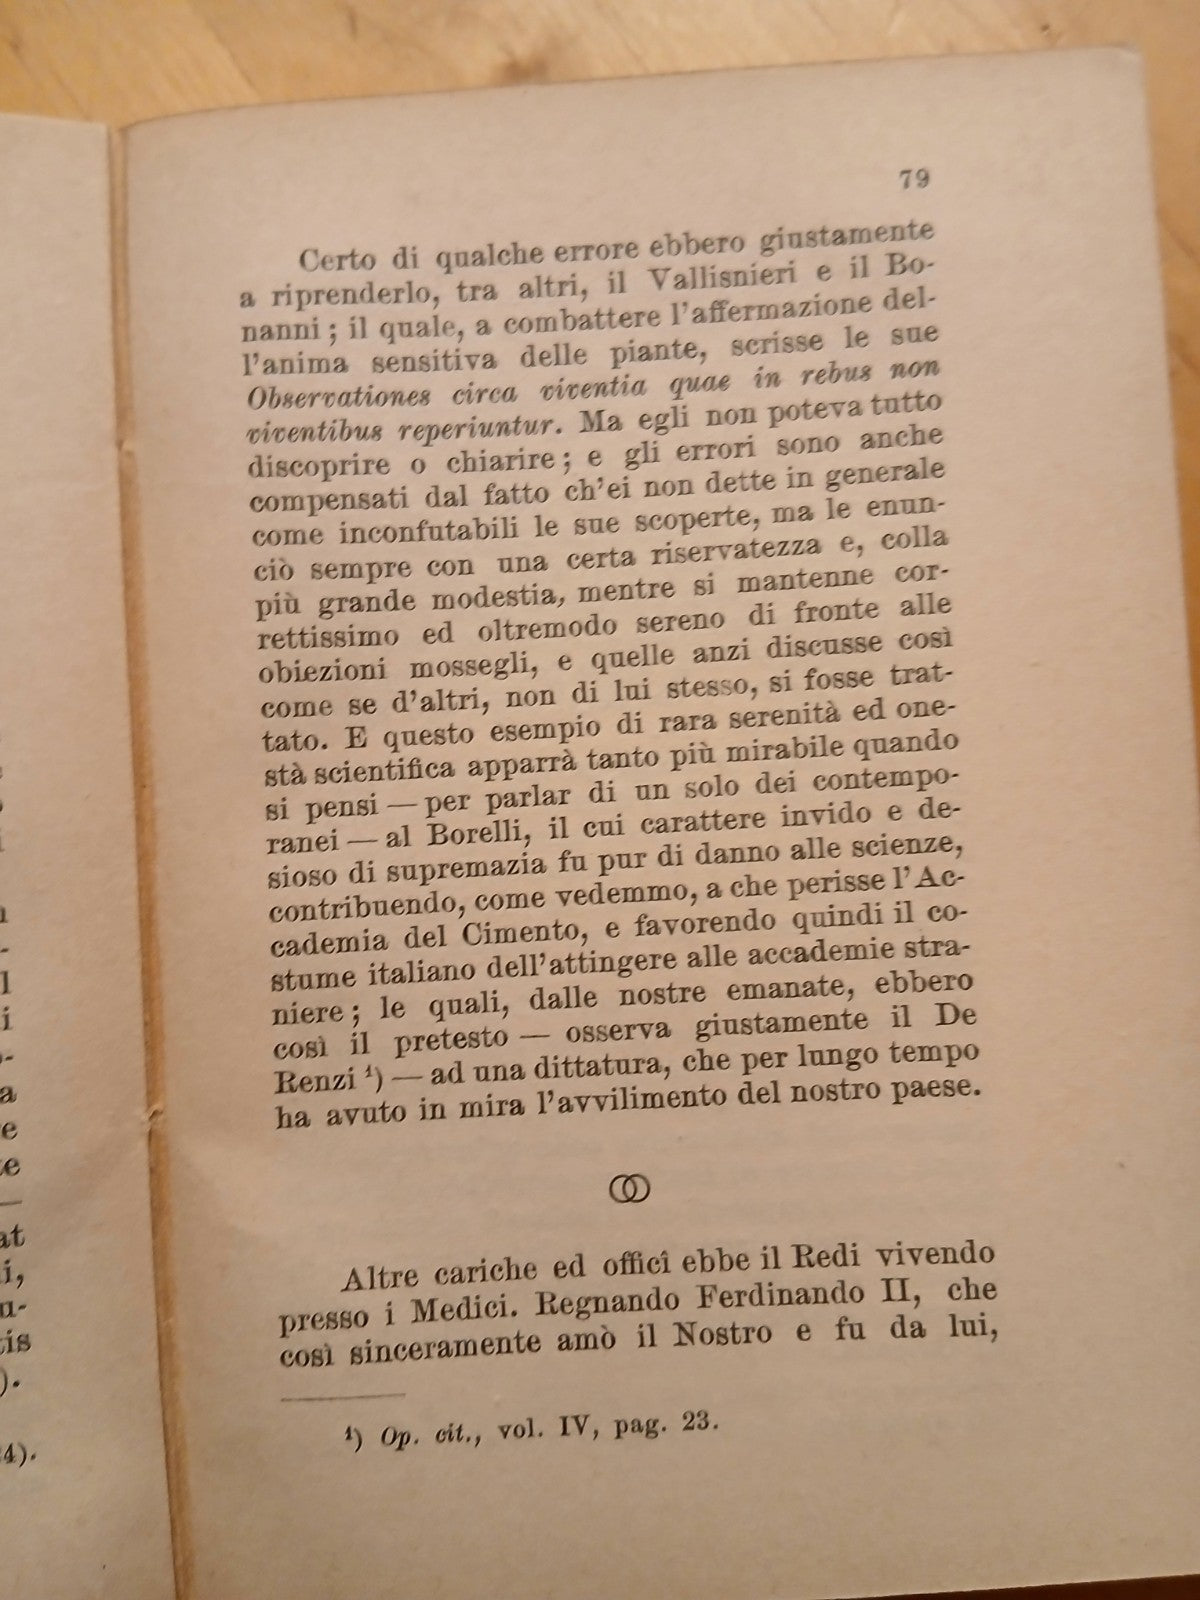 79
Certo di qualche errore ebbero giustamente
a riprenderlo, tra altri, il Vallisnieri e il Bo-
nanni ; il quale, a combattere l'affermazione del-
l'anima sensitiva delle piante, scrisse le sue
Observationes circa viventia quae in rebus non
viventibus reperiuntur. Ma egli non poteva tutto
discoprire o chiarire ; e gli errori sono anche
compensati dal fatto ch'ei non dette in generale
come inconfutabili le sue scoperte, ma le enun-
ciò sempre con una certa riservatezza e, colla
più grande modestia, mentre si mantenne cor-
rettissimo ed oltremodo sereno di fronte alle
obiezioni mossegli, e quelle anzi discusse così
come se d'altri, non di lui stesso, si fosse trat-
tato. E questo esempio di rara serenità ed one-
stà scientifica apparrà tanto più mirabile quando
si pensi — per parlar di un solo dei contempo-
ranei — al Borelli, il cui carattere invido e de-
sioso di supremazia fu pur di danno alle scienze,
contribuendo, come vedemmo, a che perisse l'Ac-
cademia del Cimento, e favorendo quindi il co-
stume italiano dell'attingere alle accademie stra-
niere ; le quali, dalle nostre emanate, ebbero
così il pretesto — osserva giustamente il De
Renzi ¹) — ad una dittatura, che per lungo tempo
ha avuto in mira l'avvilimento del nostro paese.
Altre cariche ed officî ebbe il Redi vivendo
presso i Medici. Regnando Ferdinando II, che
così sinceramente amò il Nostro e fu da lui,
¹) Op. cit., vol. IV, pag. 23.